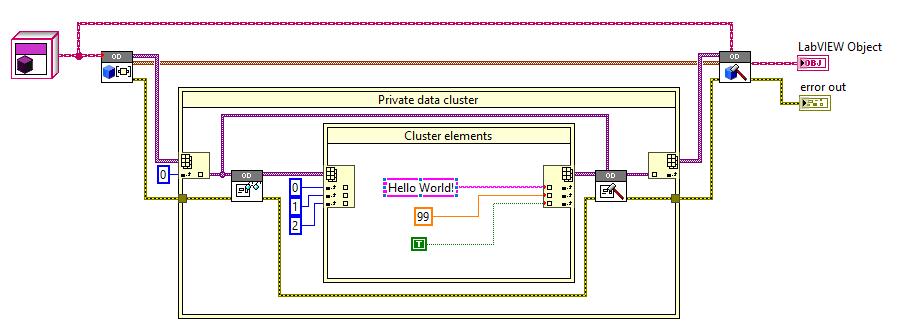 LabVIEW Object
OD
OD
OBJ
error out
Private data cluster
Cluster elements
0
OD
OD
0
Hello World!
1
99
2
T